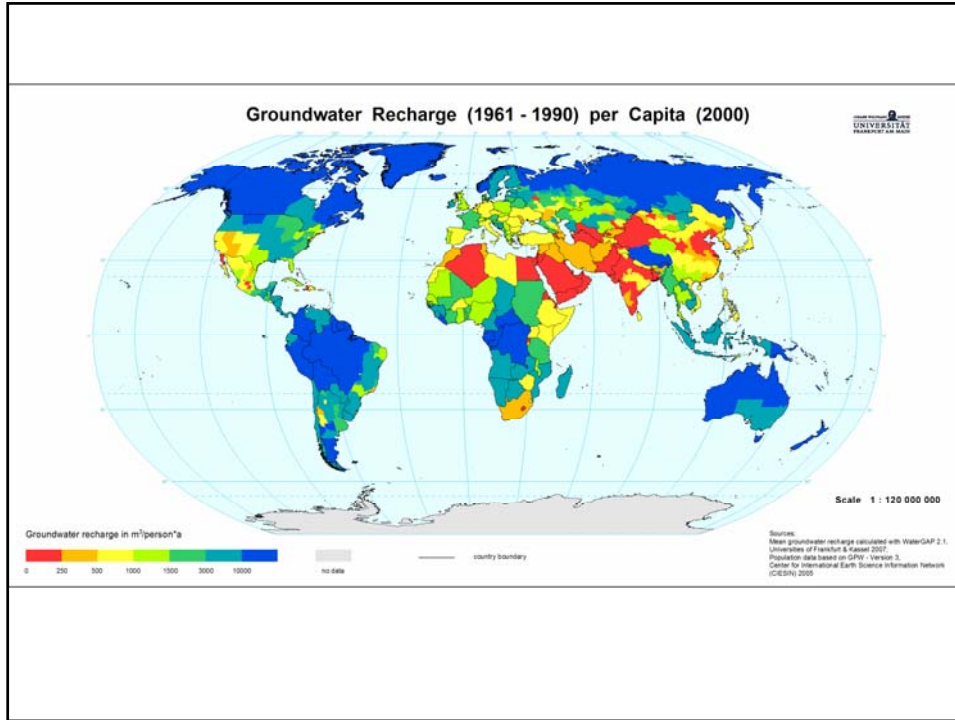 Groundwater Recharge (1961 - 1990) per Capita (2000)
UNIVERSITÄT
FRANKFURT AM MAIN
Scale 1 : 120 000 000
Groundwater recharge in m³/person*a
0 250 500 1000 1500 3000 10000
no data
country boundary
Sources:
Mean groundwater recharge calculated with WaterGAP 2.1.
Universities of Frankfurt & Kassel 2007;
Population data based on GPW - Version 3,
Center for International Earth Science Information Network
(CIESIN) 2005